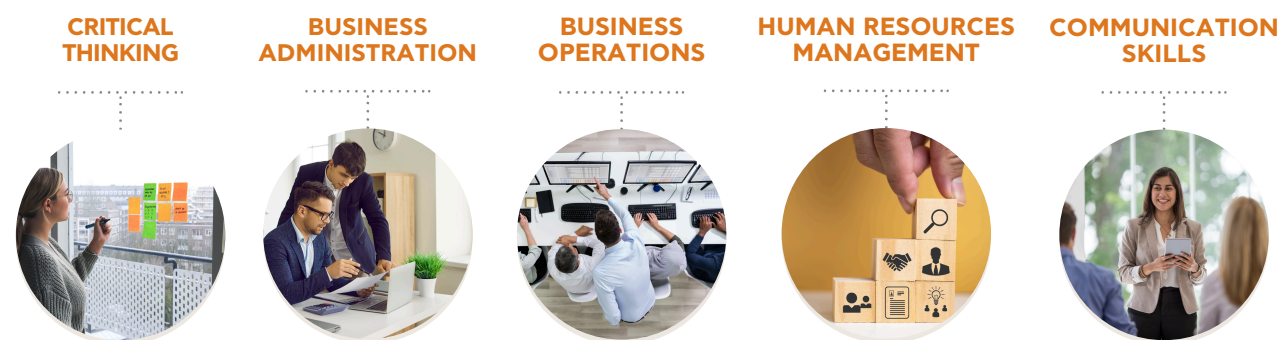 CRITICAL
THINKING
BUSINESS
ADMINISTRATION
BUSINESS
OPERATIONS
HUMAN RESOURCES
MANAGEMENT
COMMUNICATION
SKILLS